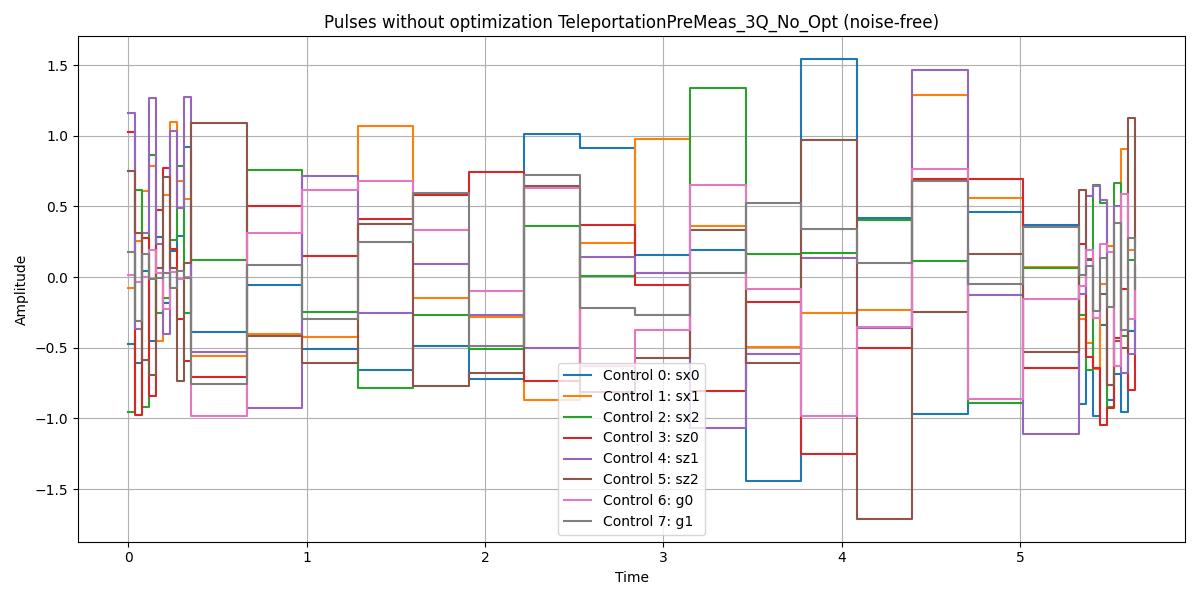 Pulses without optimization TeleportationPreMeas_3Q_No_Opt (noise-free)
1.5
1.0
0.5
0.0
−0.5
−1.0
−1.5
Amplitude
Control 0: sx0
Control 1: sx1
Control 2: sx2
Control 3: sz0
Control 4: sz1
Control 5: sz2
Control 6: g0
Control 7: g1
0 1 2 3 4 5
Time